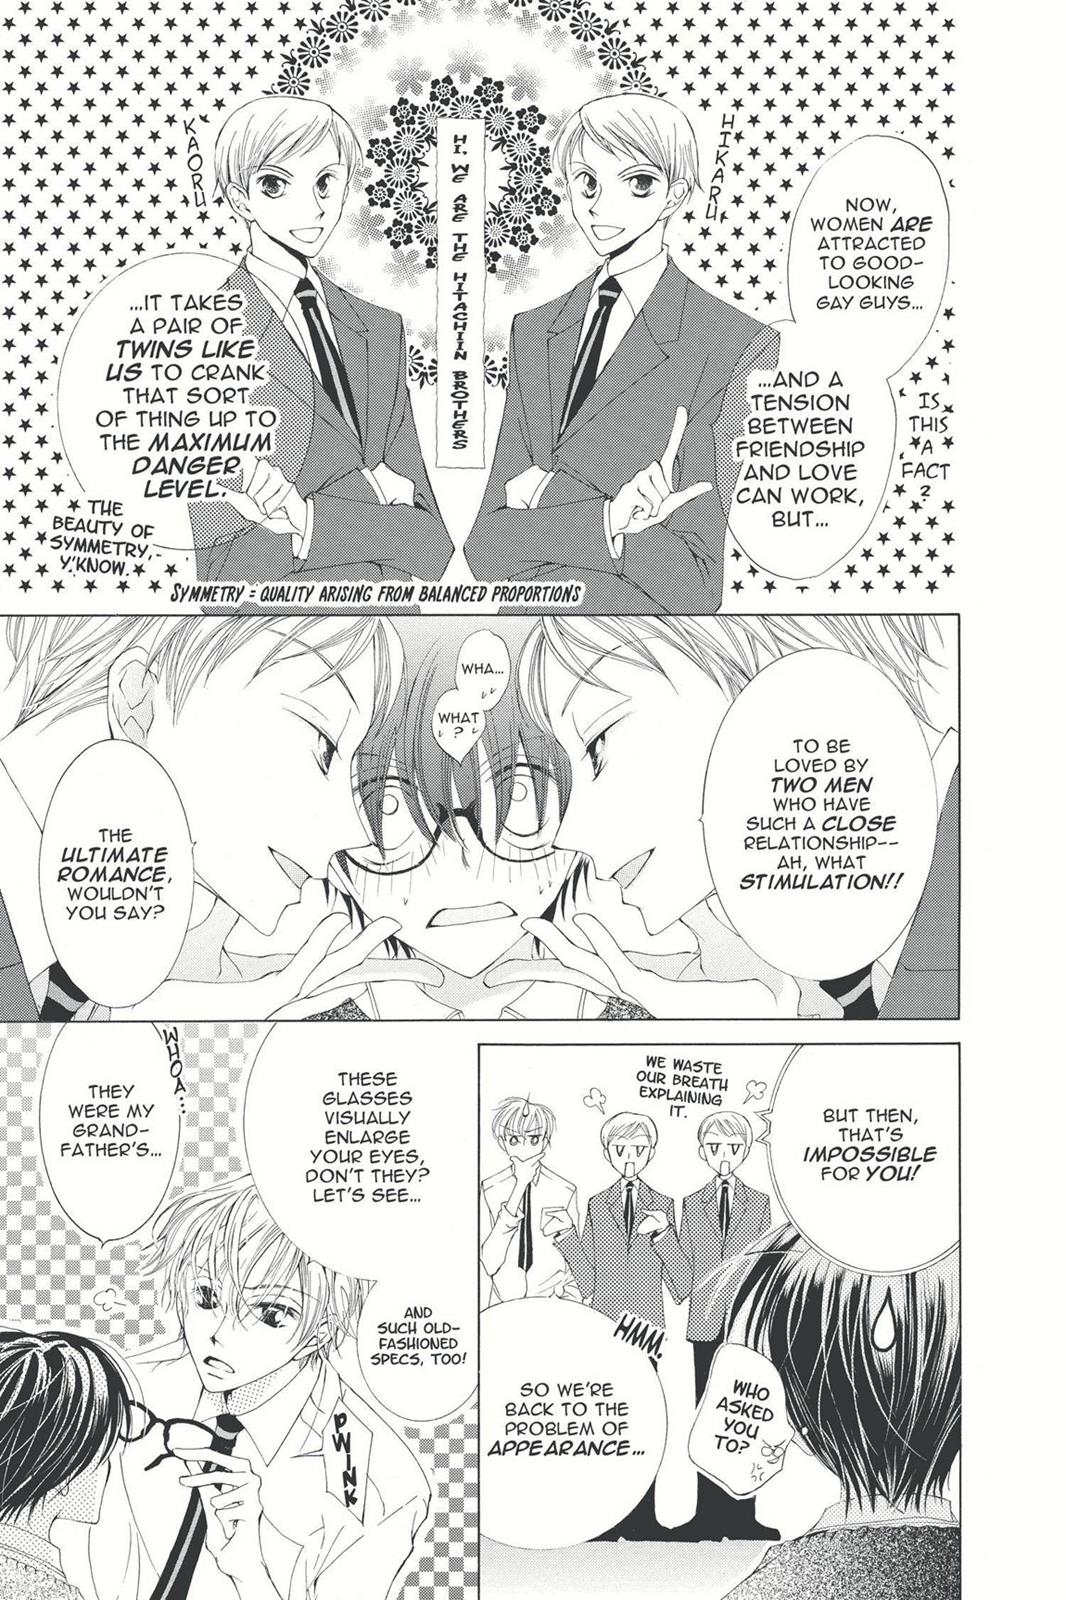 NOW,
WOMEN ARE
ATTRACTED
TO GOOD-
LOOKING
GAY GUYS...
HIKARU
IS
THIS
A
FACT
?
...AND A
TENSION
BETWEEN
FRIENDSHIP
AND LOVE
CAN WORK,
BUT...
HI, WE ARE THE HITACHIIN BROTHERS
KAORU
...IT TAKES
A PAIR OF
TWINS LIKE
US TO CRANK
THAT SORT
OF THING UP TO
THE MAXIMUM
DANGER
LEVEL.
THE
BEAUTY OF
SYMMETRY,
Y'KNOW.
SYMMETRY = QUALITY ARISING FROM BALANCED PROPORTIONS
TO BE
LOVED BY
TWO MEN
WHO HAVE
SUCH A CLOSE
RELATIONSHIP--
AH, WHAT
STIMULATION!!
WHA...
WHAT
?
THE
ULTIMATE
ROMANCE,
WOULDN'T
YOU SAY?
BUT THEN,
THAT'S
IMPOSSIBLE
FOR YOU!
WE WASTE
OUR BREATH
EXPLAINING
IT.
HMM.
WHO
ASKED
YOU
TO?
SO WE'RE
BACK TO THE
PROBLEM OF
APPEARANCE...
THESE
GLASSES
VISUALLY
ENLARGE
YOUR EYES,
DON'T THEY?
LET'S SEE...
AND
SUCH OLD-
FASHIONED
SPECS, TOO!
PWINK
WHOA...
THEY
WERE MY
GRAND-
FATHER'S...